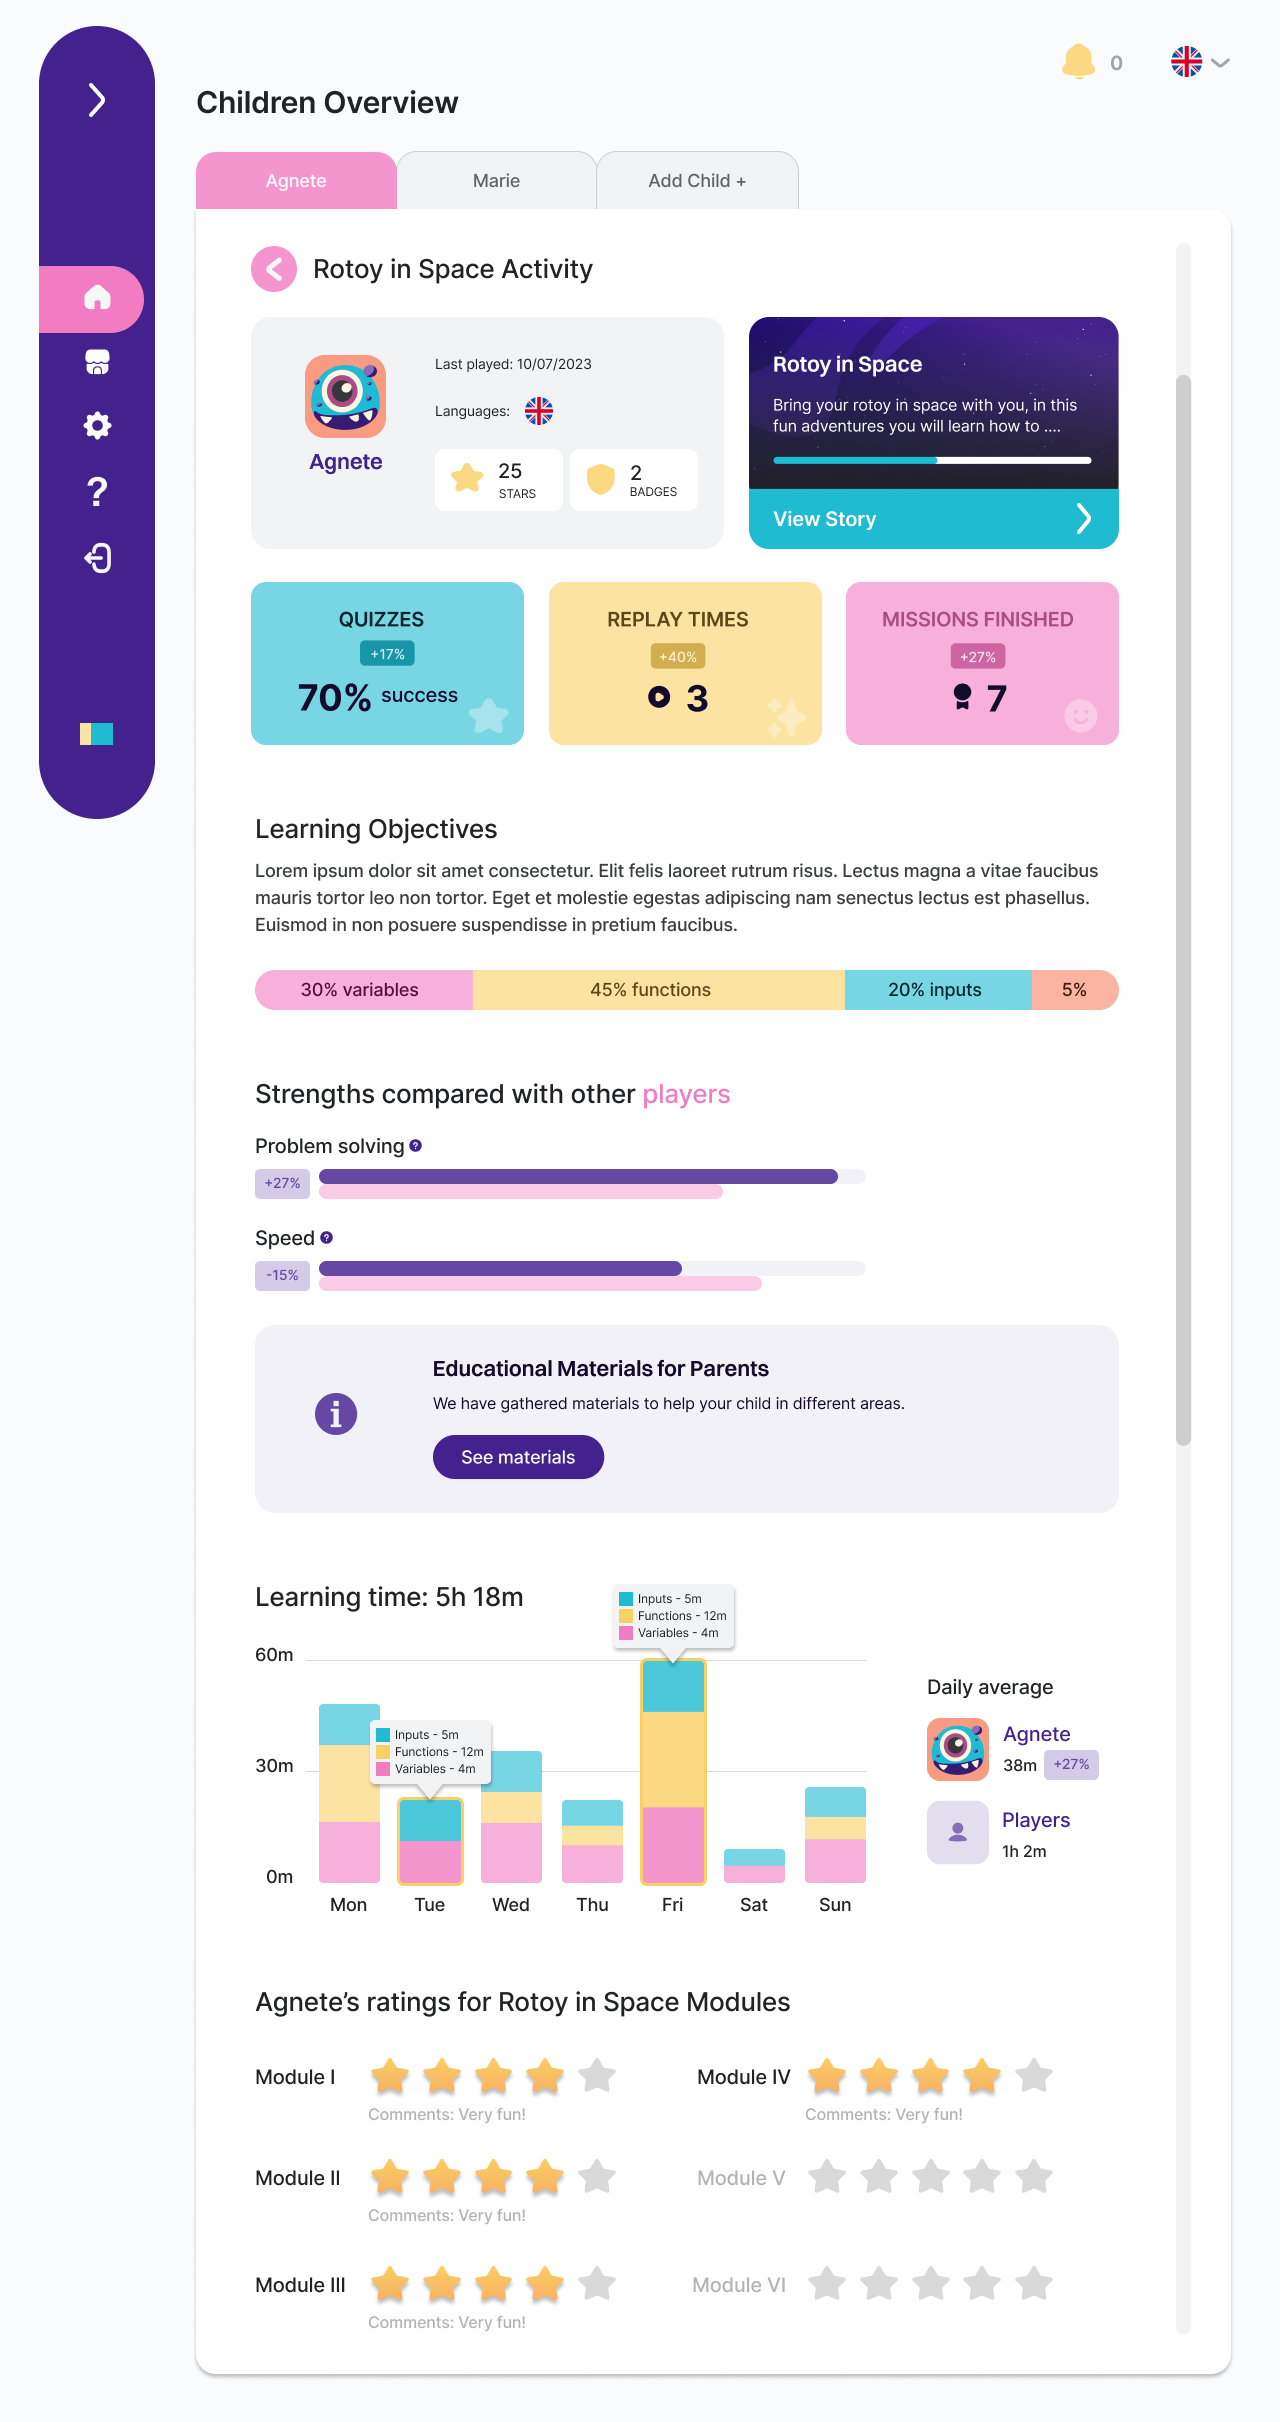 0
Children Overview
Agnete
Marie
Add Child +
Rotoy in Space Activity
Last played: 10/07/2023
Languages:
Agnete
25
STARS
2
BADGES
Rotoy in Space
Bring your rotoy in space with you, in this
fun adventures you will learn how to ....
View Story
QUIZZES
+17%
70% success
REPLAY TIMES
+40%
3
MISSIONS FINISHED
+27%
7
Learning Objectives
Lorem ipsum dolor sit amet consectetur. Elit felis laoreet rutrum risus. Lectus magna a vitae faucibus
mauris tortor leo non tortor. Eget et molestie egestas adipiscing nam senectus lectus est phasellus.
Euismod in non posuere suspendisse in pretium faucibus.
30% variables
45% functions
20% inputs
5%
Strengths compared with other players
Problem solving ?
+27%
Speed ?
-15%
Educational Materials for Parents
We have gathered materials to help your child in different areas.
See materials
Learning time: 5h 18m
Inputs - 5m
Functions - 12m
Variables - 4m
60m
30m
0m
Inputs - 5m
Functions - 12m
Variables - 4m
Mon
Tue
Wed
Thu
Fri
Sat
Sun
Daily average
Agnete
38m +27%
Players
1h 2m
Agnete’s ratings for Rotoy in Space Modules
Module I
Comments: Very fun!
Module IV
Comments: Very fun!
Module II
Comments: Very fun!
Module V
Module III
Comments: Very fun!
Module VI